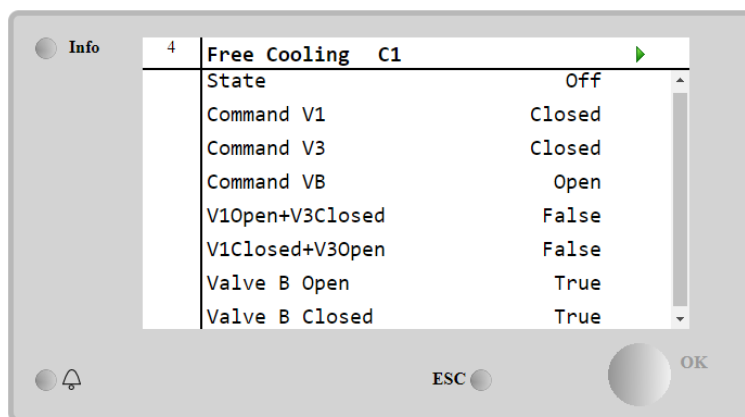 Info
4
Free Cooling C1
State Off
Command V1 Closed
Command V3 Closed
Command VB Open
V1Open+V3Closed False
V1Closed+V3Open False
Valve B Open True
Valve B Closed True
ESC
OK